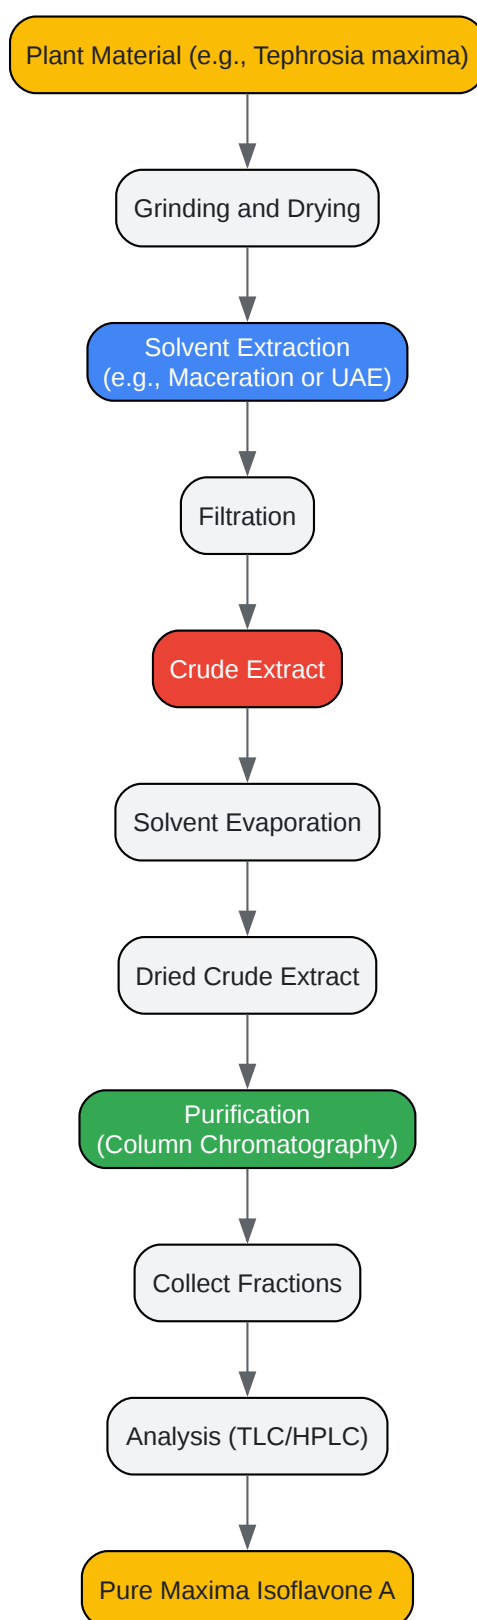 Plant Material (e.g., Tephrosia maxima)
Grinding and Drying
Solvent Extraction
(e.g., Maceration or UAE)
Filtration
Crude Extract
Solvent Evaporation
Dried Crude Extract
Purification
(Column Chromatography)
Collect Fractions
Analysis (TLC/HPLC)
Pure Maxima Isoflavone A